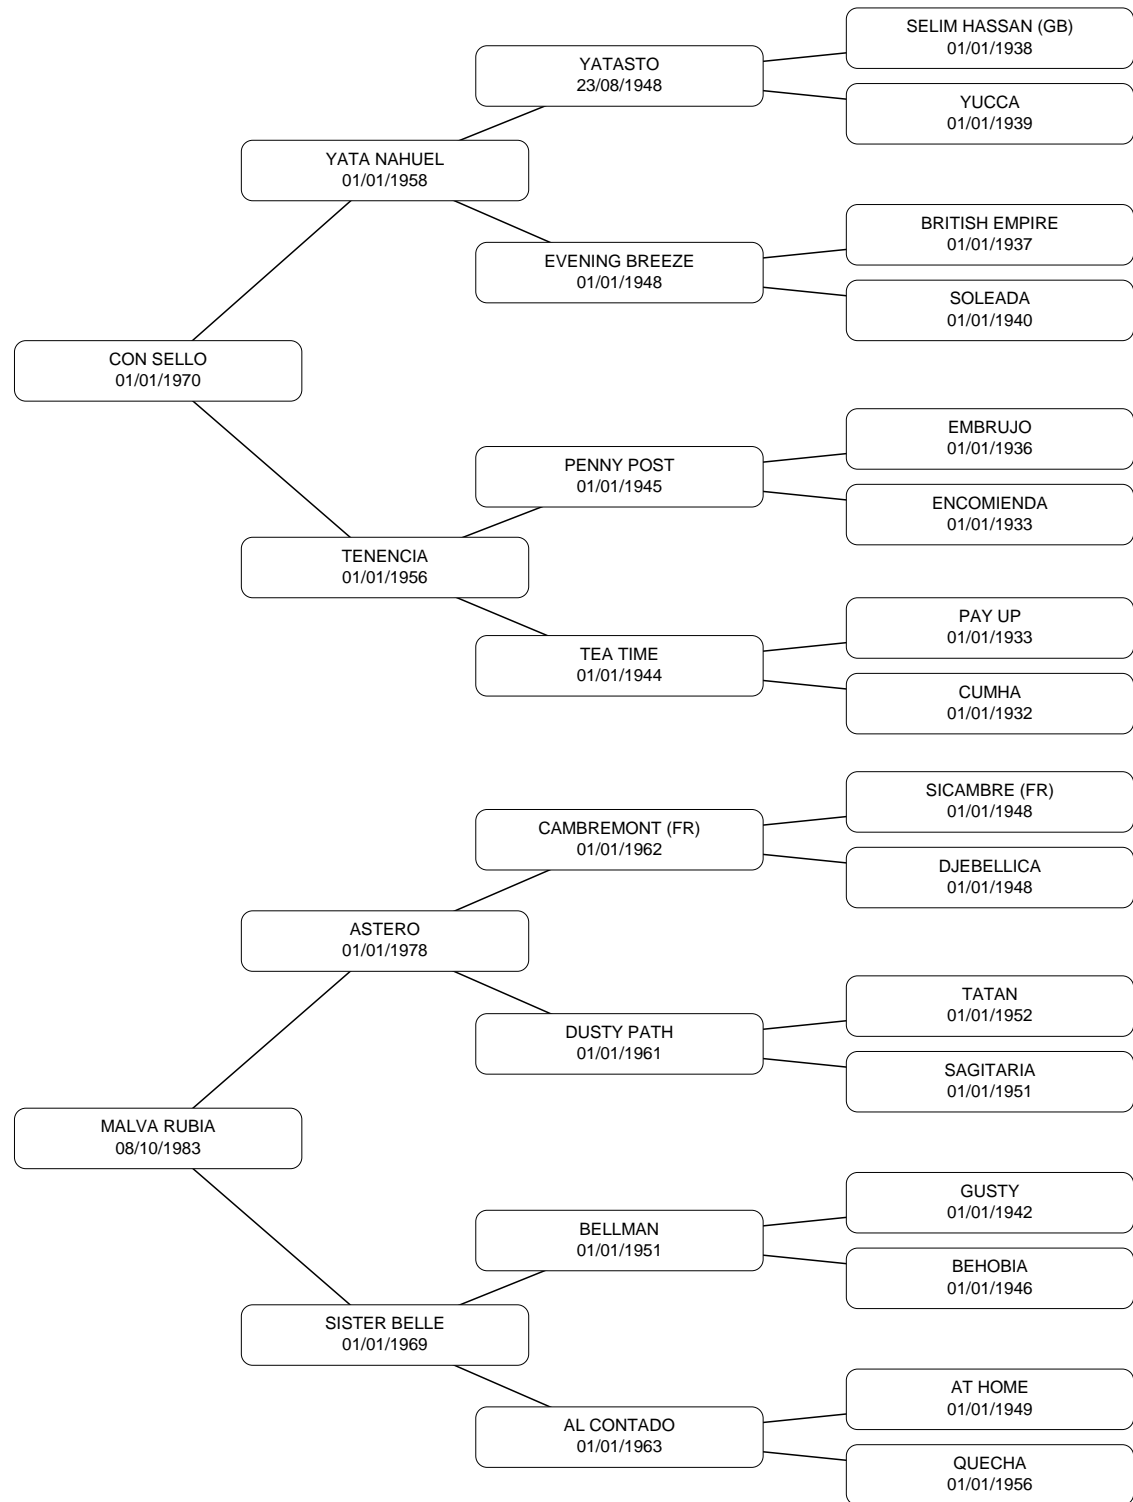 SELIM HASSAN (GB)
01/01/1938
YATASTO
23/08/1948
YUCCA
01/01/1939
YATA NAHUEL
01/01/1958
BRITISH EMPIRE
01/01/1937
EVENING BREEZE
01/01/1948
SOLEADA
01/01/1940
CON SELLO
01/01/1970
EMBRUJO
01/01/1936
PENNY POST
01/01/1945
ENCOMIENDA
01/01/1933
TENENCIA
01/01/1956
PAY UP
01/01/1933
TEA TIME
01/01/1944
CUMHA
01/01/1932
SICAMBRE (FR)
01/01/1948
CAMBREMONT (FR)
01/01/1962
DJEBELLICA
01/01/1948
ASTERO
01/01/1978
TATAN
01/01/1952
DUSTY PATH
01/01/1961
SAGITARIA
01/01/1951
MALVA RUBIA
08/10/1983
GUSTY
01/01/1942
BELLMAN
01/01/1951
BEHOBIA
01/01/1946
SISTER BELLE
01/01/1969
AT HOME
01/01/1949
AL CONTADO
01/01/1963
QUECHA
01/01/1956